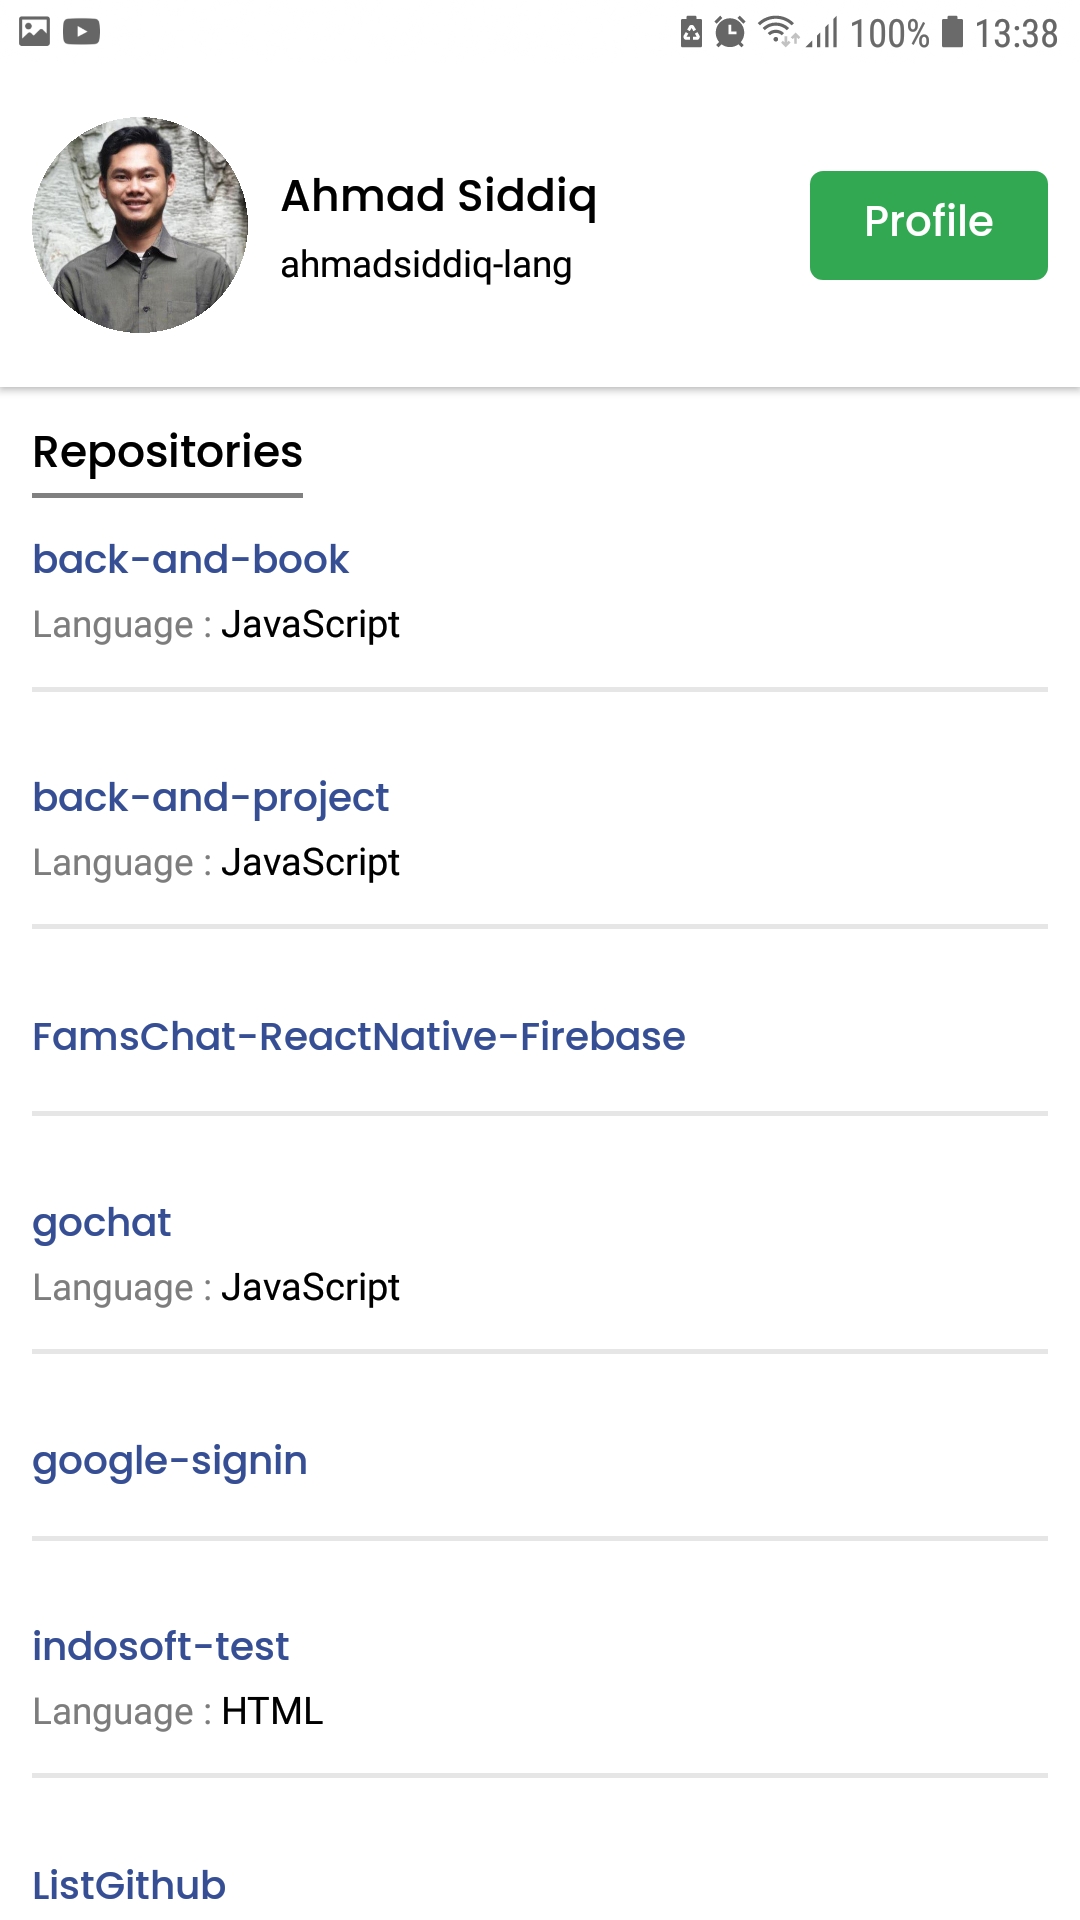 100% 13:38
Ahmad Siddiq
ahmadsiddiq-lang
Profile
Repositories
back-and-book
Language : JavaScript
back-and-project
Language : JavaScript
FamsChat-ReactNative-Firebase
gochat
Language : JavaScript
google-signin
indosoft-test
Language : HTML
ListGithub